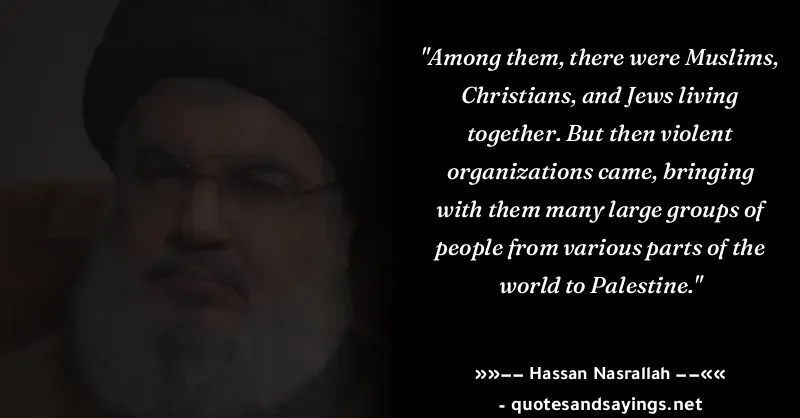 "Among them, there were Muslims,
Christians, and Jews living
together. But then violent
organizations came, bringing
with them many large groups of
people from various parts of the
world to Palestine."
»»−− Hassan Nasrallah −−««
- quotesandsayings.net